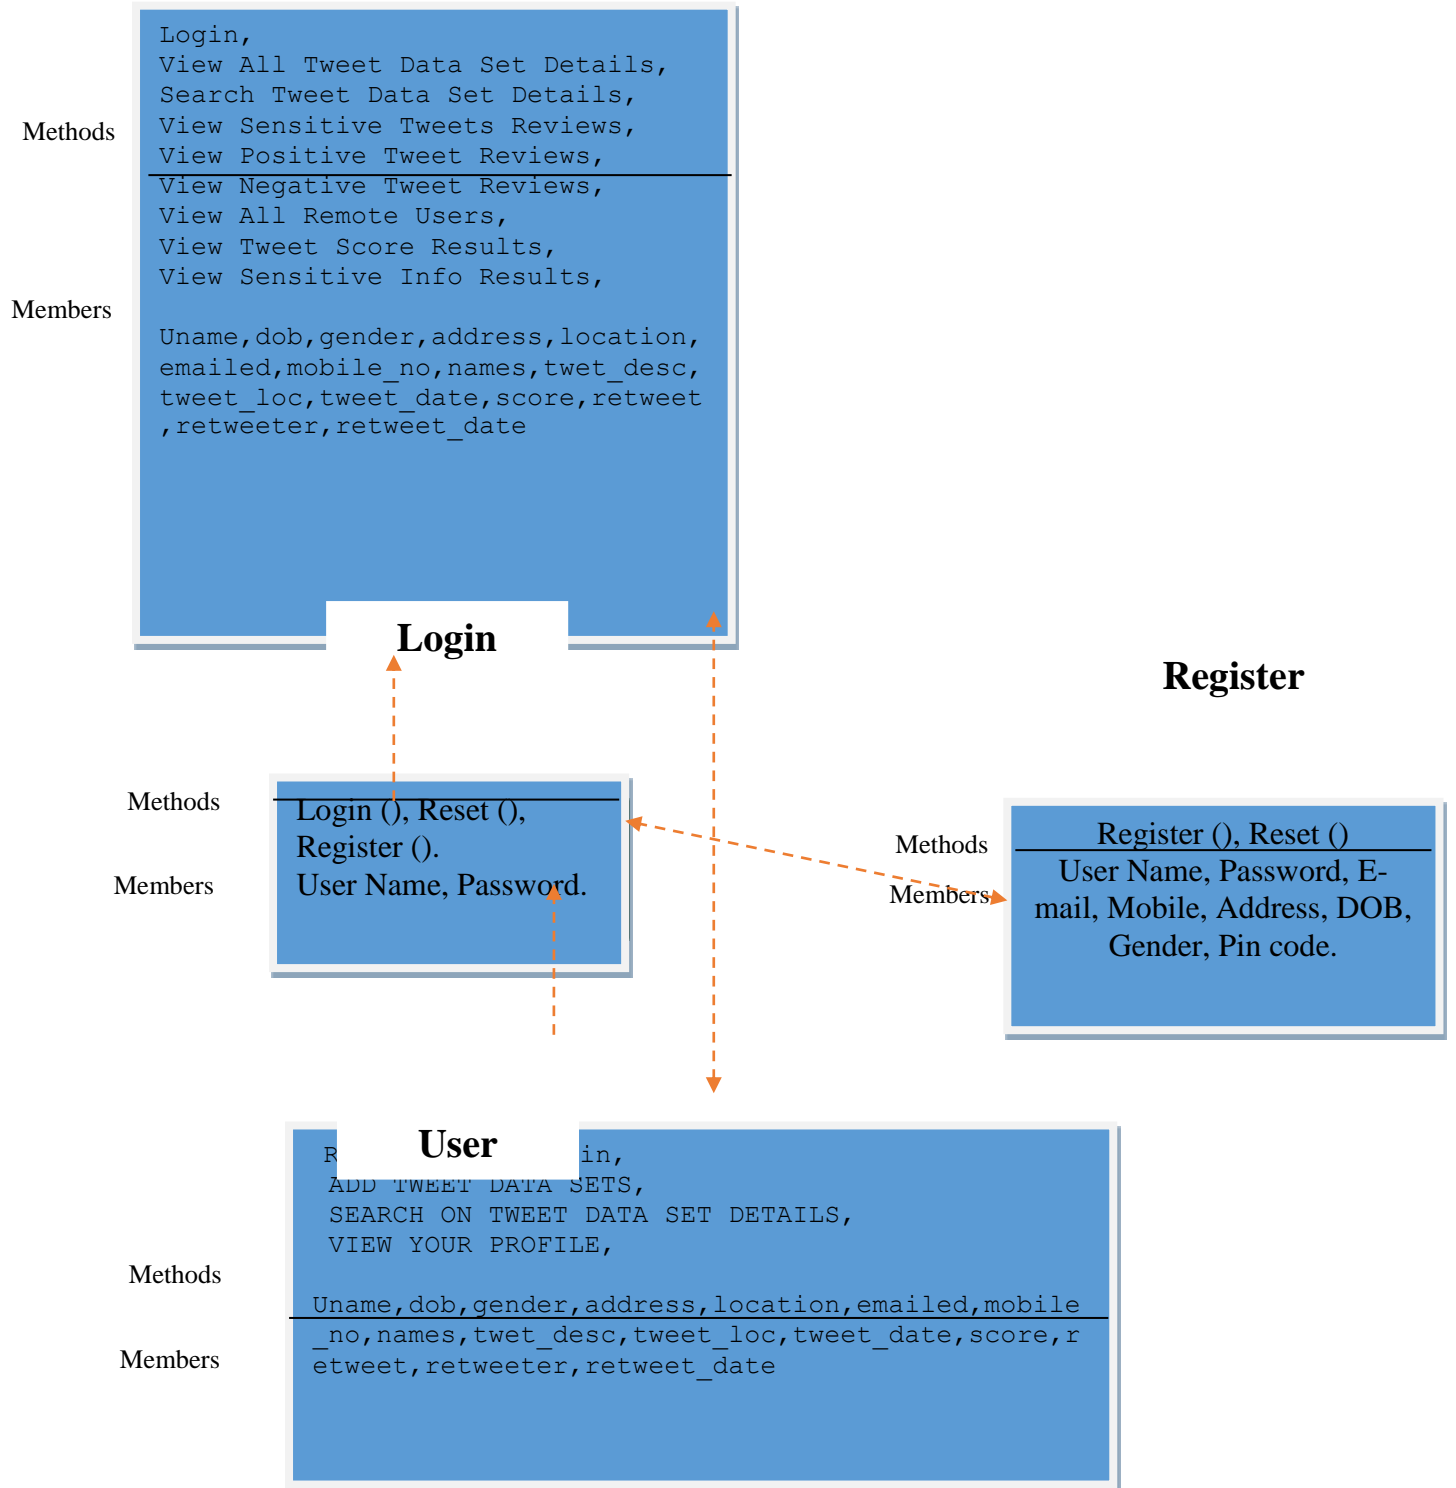 Login,
View All Tweet Data Set Details,
Search Tweet Data Set Details,
Methods
View Sensitive Tweets Reviews,
View Positive Tweet Reviews,
View Negative Tweet Reviews,
View All Remote Users,
View Tweet Score Results,
View Sensitive Info Results,
Members
Uname,dob,gender,address,location,
emailed,mobile_no,names,twet_desc,
tweet_loc,tweet_date,score,retweet
,retweeter,retweet_date
Login
Register
Methods
Login (), Reset (),
Register ().
Members
User Name, Password.
Methods
Register (), Reset ()
Members
User Name, Password, E-
mail, Mobile, Address, DOB,
Gender, Pin code.
User
in,
ADD TWEET DATA SETS,
SEARCH ON TWEET DATA SET DETAILS,
VIEW YOUR PROFILE,
Methods
Uname,dob,gender,address,location,emailed,mobile
_no,names,twet_desc,tweet_loc,tweet_date,score,r
etweet,retweeter,retweet_date
Members